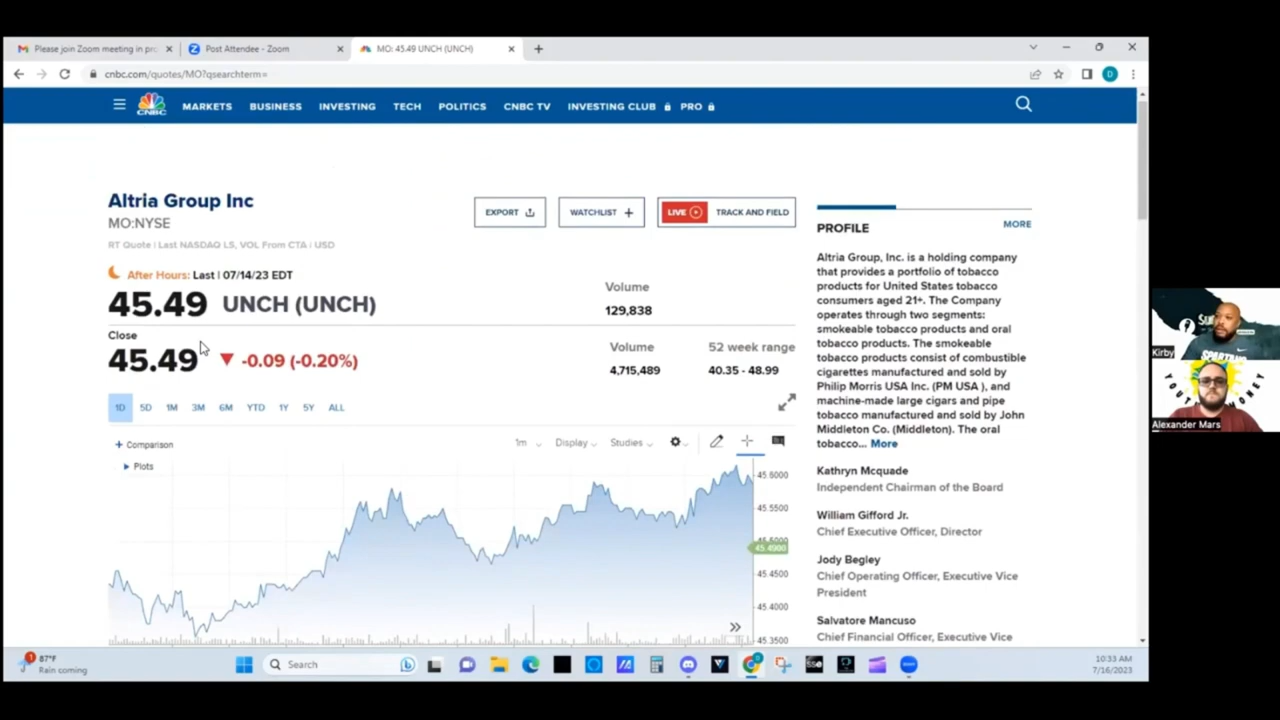 Please join Zoom meeting in pro
Post Attendee - Zoom
MO: 45.49 UNCH (UNCH)
cnbc.com/quotes/MO?qsearchterm=
CNBC
MARKETS BUSINESS INVESTING TECH POLITICS CNBC TV INVESTING CLUB PRO
Altria Group Inc
MO:NYSE
RT Quote | Last NASDAQ LS, VOL From CTA | USD
EXPORT
WATCHLIST +
LIVE TRACK AND FIELD
After Hours: Last | 07/14/23 EDT
45.49 UNCH (UNCH)
Volume
129,838
Close
45.49 -0.09 (-0.20%)
Volume
4,715,489
52 week range
40.35 - 48.99
1D 5D 1M 3M 6M YTD 1Y 5Y ALL
+ Comparison
1m Display Studies
Plots
45.6000
45.5500
45.5000
45.4900
45.4500
45.4000
45.3500
PROFILE
MORE
Altria Group, Inc. is a holding company
that provides a portfolio of tobacco
products for United States tobacco
consumers aged 21+. The Company
operates through two segments:
smokeable tobacco products and oral
tobacco products. The smokeable
tobacco products consist of combustible
cigarettes manufactured and sold by
Philip Morris USA Inc. (PM USA ), and
machine-made large cigars and pipe
tobacco manufactured and sold by John
Middleton Co. (Middleton). The oral
tobacco... More
Kathryn Mcquade
Independent Chairman of the Board
William Gifford Jr.
Chief Executive Officer, Director
Jody Begley
Chief Operating Officer, Executive Vice
President
Salvatore Mancuso
Chief Financial Officer, Executive Vice
Kirby
Alexander Mars
1
87°F
Rain coming
Search
10:33 AM
7/16/2023